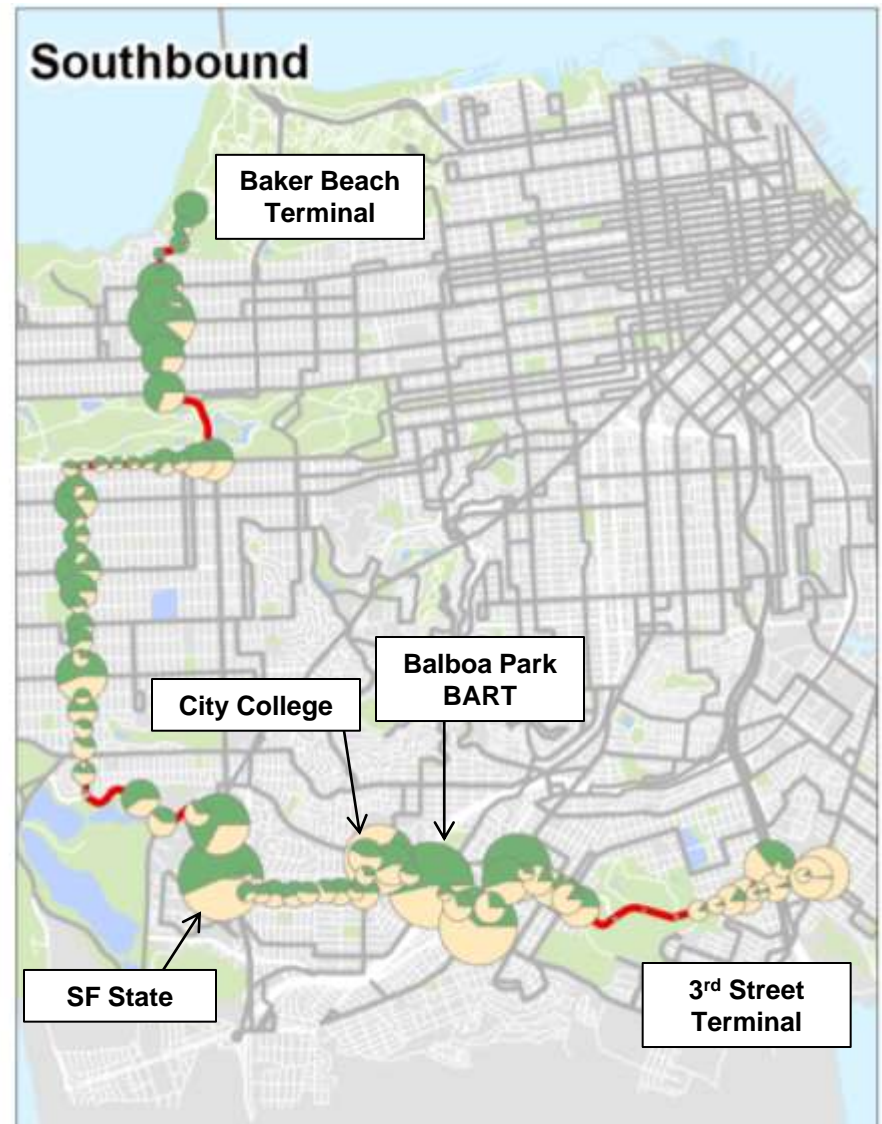 Southbound
Baker Beach
Terminal
Balboa Park
BART
City College
SF State
3rd Street
Terminal